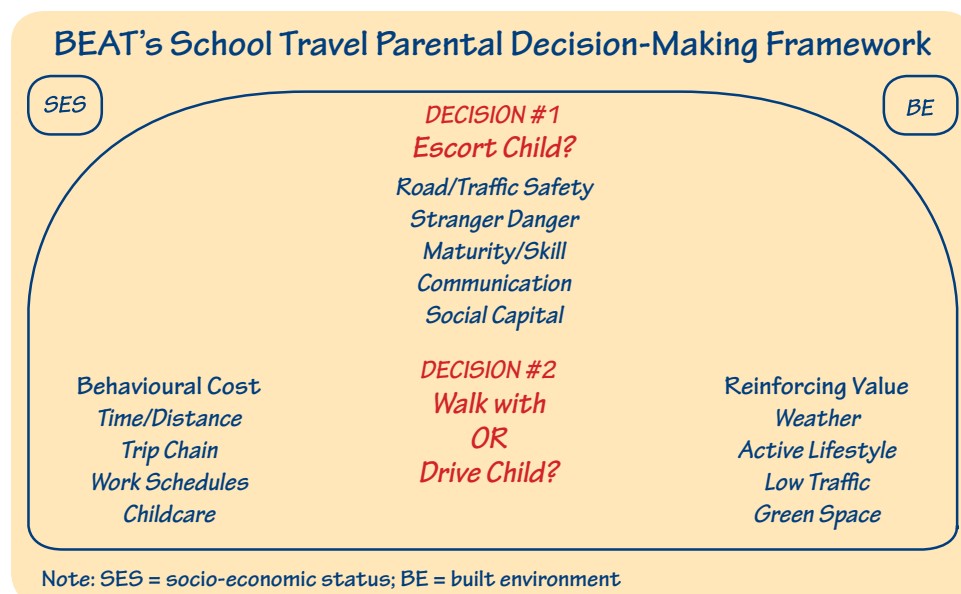 BEAT's School Travel Parental Decision-Making Framework
SES
BE
DECISION #1
Escort Child?
Road/Traffic Safety
Stranger Danger
Maturity/Skill
Communication
Social Capital
Behavioural Cost
Time/Distance
Trip Chain
Work Schedules
Childcare
DECISION #2
Walk with
OR
Drive Child?
Reinforcing Value
Weather
Active Lifestyle
Low Traffic
Green Space
Note: SES = socio-economic status; BE = built environment